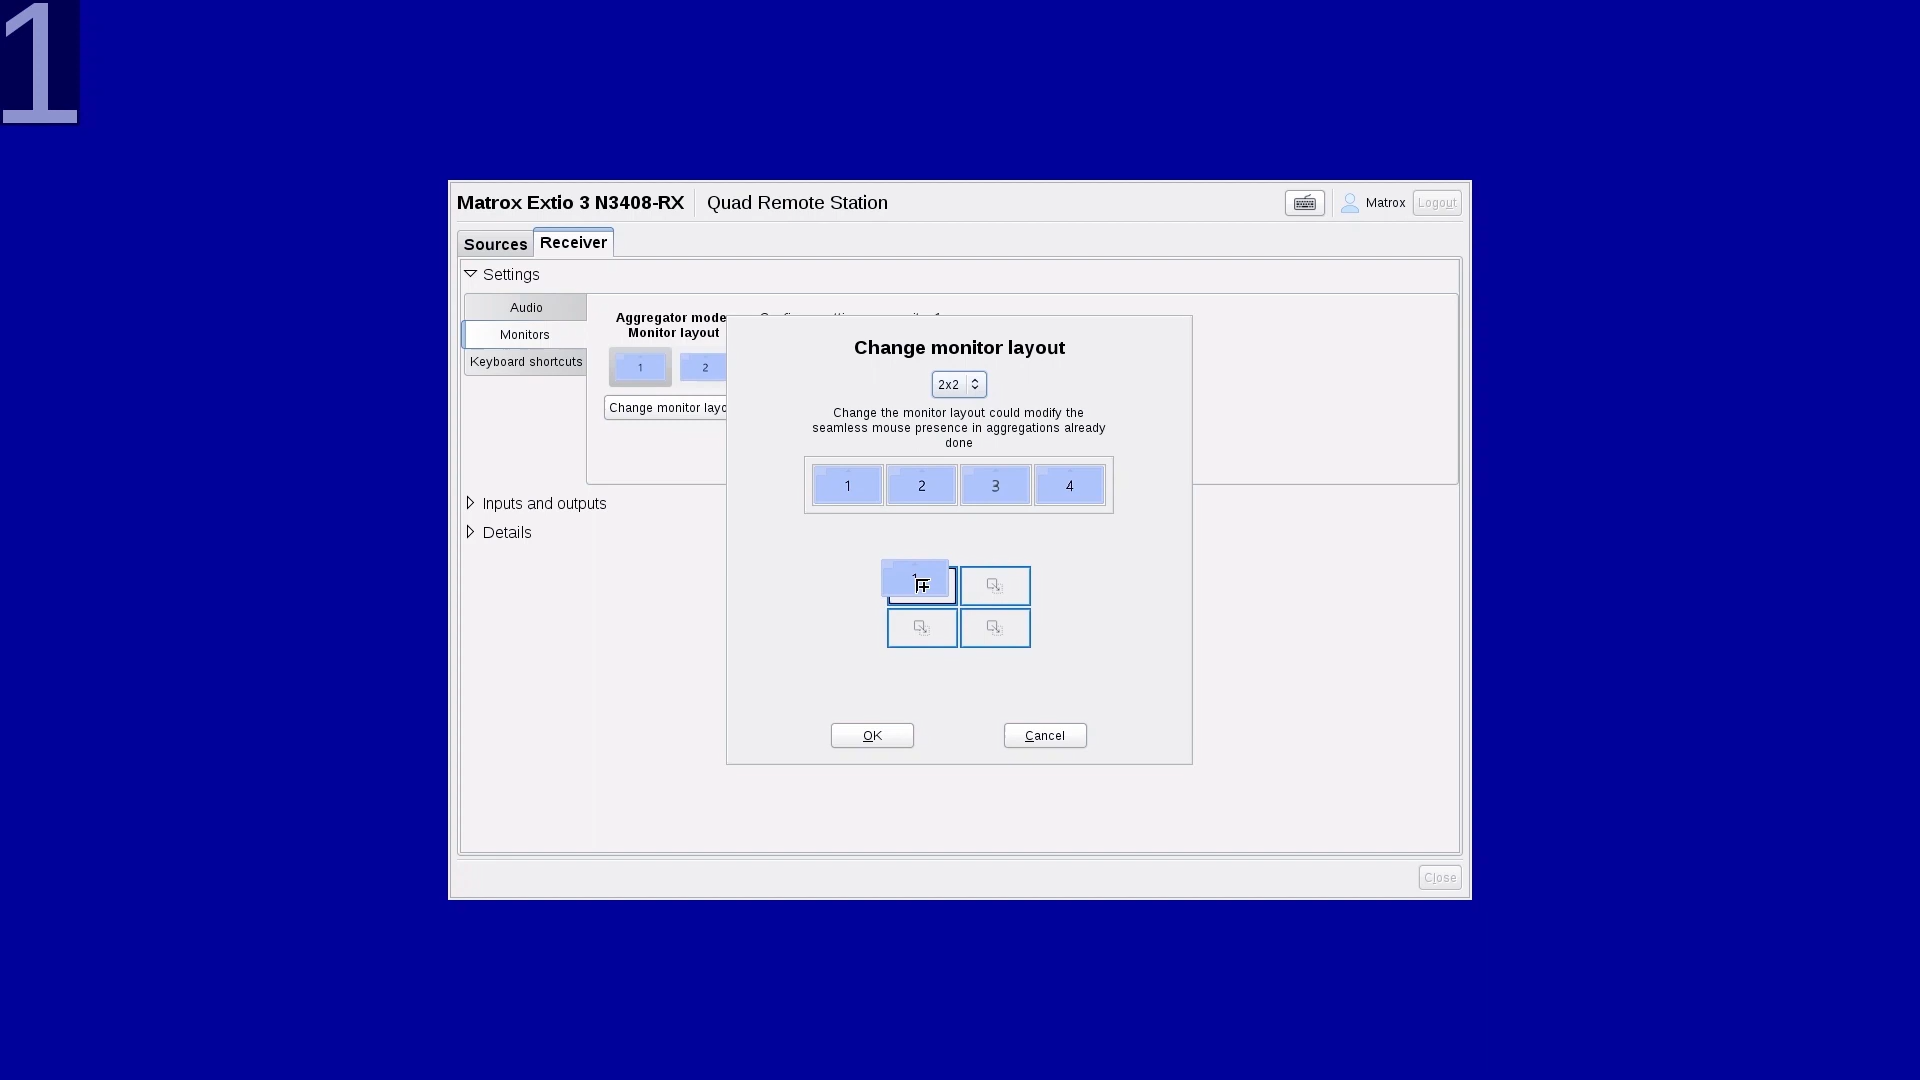 1
Matrox Extio 3 N3408-RX
Quad Remote Station
Matrox
Logout
Sources
Receiver
Settings
Audio
Monitors
Keyboard shortcuts
Aggregator mode
Monitor layout
1
2
Change monitor layo
Change monitor layout
2x2
Change the monitor layout could modify the
seamless mouse presence in aggregations already
done
1
2
3
4
1
OK
Cancel
Inputs and outputs
Details
Close